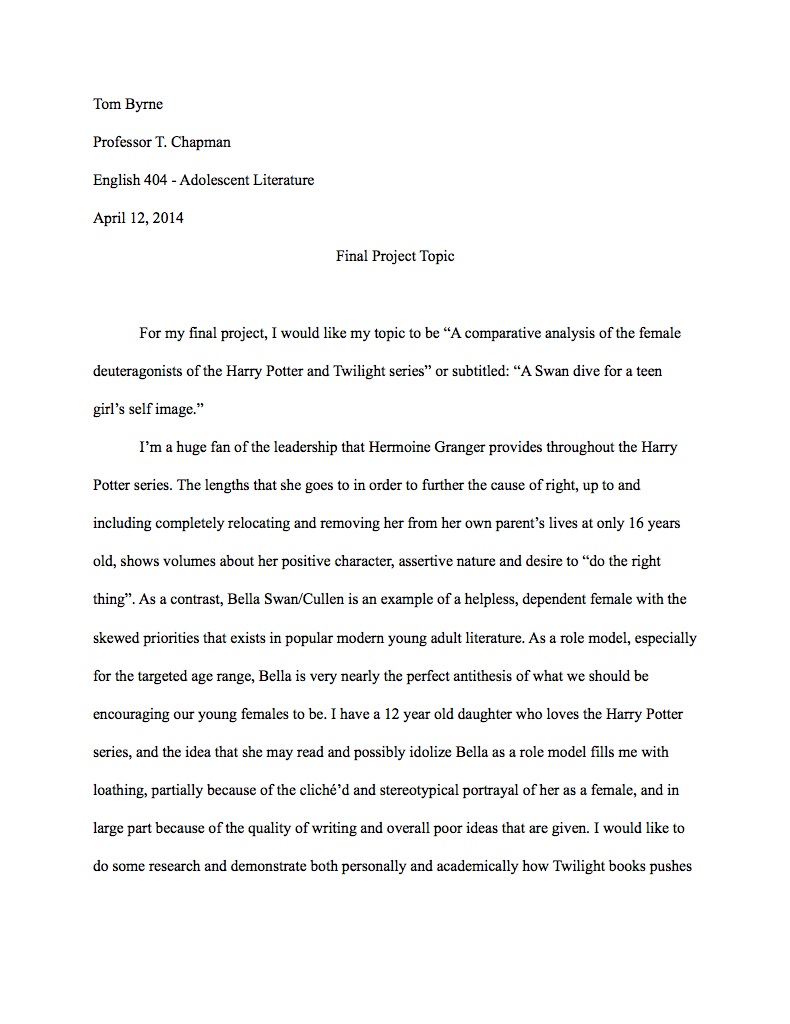 Tom Byrne
Professor T. Chapman
English 404 - Adolescent Literature
April 12, 2014
Final Project Topic
For my final project, I would like my topic to be “A comparative analysis of the female
deuteragonists of the Harry Potter and Twilight series” or subtitled: “A Swan dive for a teen
girl’s self image.”
I’m a huge fan of the leadership that Hermoine Granger provides throughout the Harry
Potter series. The lengths that she goes to in order to further the cause of right, up to and
including completely relocating and removing her from her own parent’s lives at only 16 years
old, shows volumes about her positive character, assertive nature and desire to “do the right
thing”. As a contrast, Bella Swan/Cullen is an example of a helpless, dependent female with the
skewed priorities that exists in popular modern young adult literature. As a role model, especially
for the targeted age range, Bella is very nearly the perfect antithesis of what we should be
encouraging our young females to be. I have a 12 year old daughter who loves the Harry Potter
series, and the idea that she may read and possibly idolize Bella as a role model fills me with
loathing, partially because of the cliché’d and stereotypical portrayal of her as a female, and in
large part because of the quality of writing and overall poor ideas that are given. I would like to
do some research and demonstrate both personally and academically how Twilight books pushes